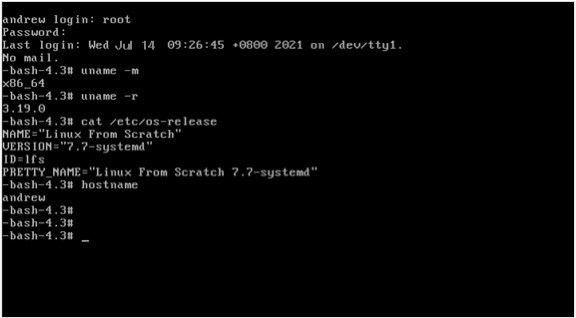 andrew login: root
Password:
Last login: Wed Jul 14 09:26:45 +0800 2021 on /dev/tty1.
No mail.
-bash-4.3# uname -m
x86_64
-bash-4.3# uname -r
3.19.0
-bash-4.3# cat /etc/os-release
NAME="Linux From Scratch"
VERSION="7.7-systemd"
ID=lfs
PRETTY_NAME="Linux From Scratch 7.7-systemd"
-bash-4.3# hostname
andrew
-bash-4.3#
-bash-4.3#
-bash-4.3# _